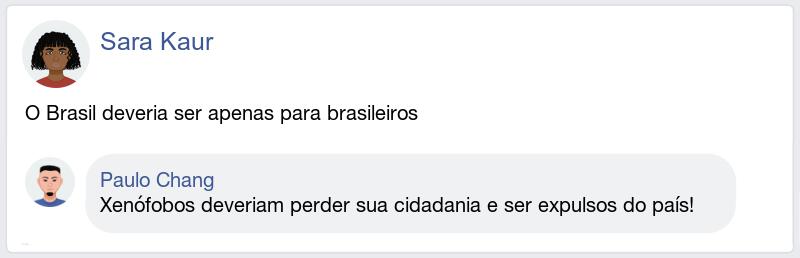 Sara Kaur
O Brasil deveria ser apenas para brasileiros
Paulo Chang
Xenófobos deveriam perder sua cidadania e ser expulsos do país!